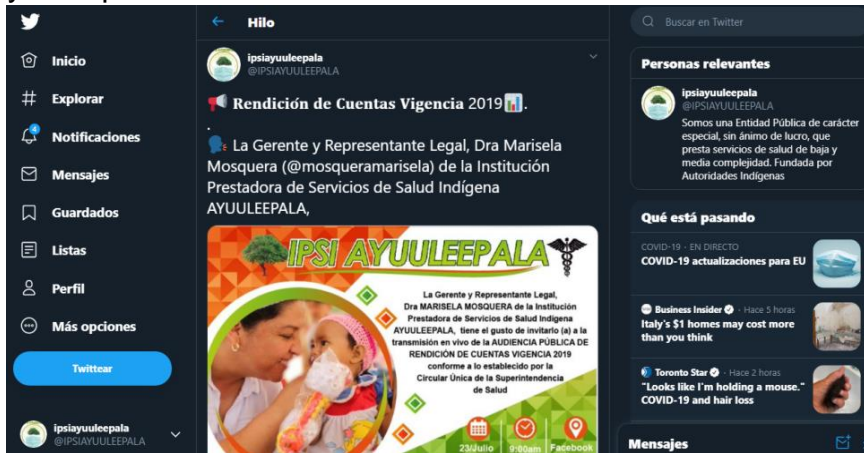 Inicio
Explorar
4
Notificaciones
Mensajes
Guardados
Listas
Perfil
Más opciones
Twittear
ipsiayuuleepala
@IPSIAYUULEEPALA
Hilo
ipsiayuuleepala
@IPSIAYUULEEPALA
Rendición de Cuentas Vigencia 2019.
.
La Gerente y Representante Legal, Dra Marisela
Mosquera (@mosqueramarisela) de la Institución
Prestadora de Servicios de Salud Indígena
AYUULEEPALA,
IPSI AYUULEEPALA
La Gerente y Representante Legal,
Dra MARISELA MOSQUERA de la Institución
Prestadora de Servicios de Salud Indígena
AYUULEEPALA, tiene el gusto de invitarlo (a) a la
transmisión en vivo de la AUDIENCIA PÚBLICA DE
RENDICIÓN DE CUENTAS VIGENCIA 2019
conforme a lo establecido por la
Circular Única de la Superintendencia
de Salud
23/Julio
9:00am
Facebook
Buscar en Twitter
Personas relevantes
ipsiayuuleepala
@IPSIAYUULEEPALA
Somos una Entidad Pública de carácter
especial, sin ánimo de lucro, que
presta servicios de salud de baja y
media complejidad. Fundada por
Autoridades Indígenas
Qué está pasando
COVID-19 · EN DIRECTO
COVID-19 actualizaciones para EU
Business Insider · Hace 5 horas
Italy's $1 homes may cost more
than you think
Toronto Star · Hace 2 horas
"Looks like I'm holding a mouse."
COVID-19 and hair loss
Mensajes